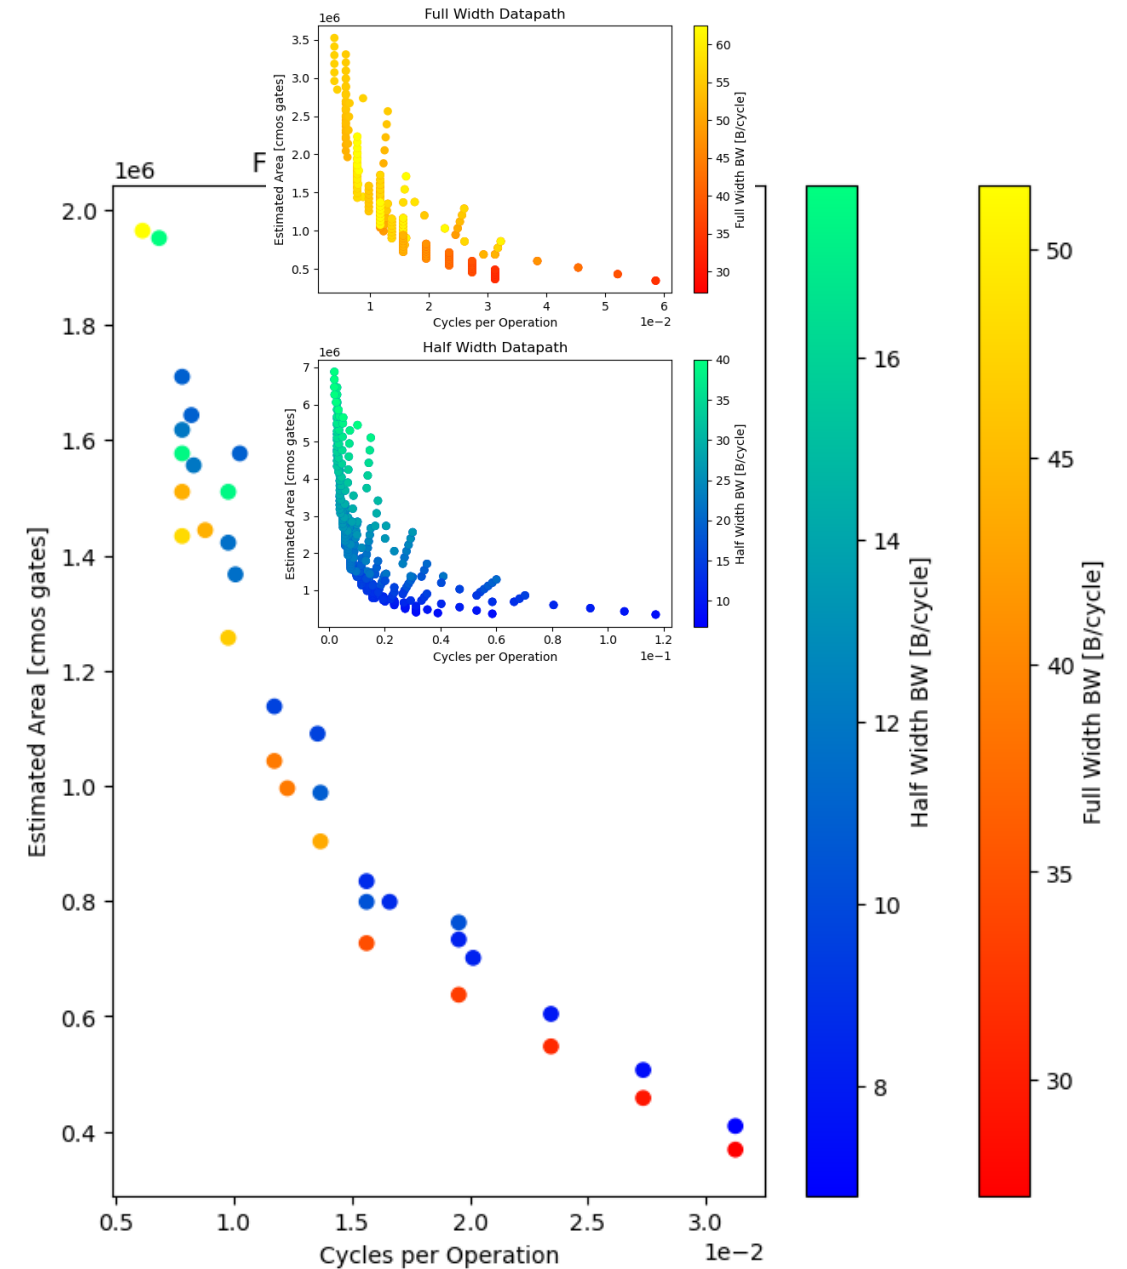 1e6
Full Width Datapath
3.5
3.0
2.5
2.0
1.5
1.0
0.5
Estimated Area [cmos gates]
1 2 3 4 5 6
Cycles per Operation
1e−2
60
55
50
45
40
35
30
Full Width BW [B/cycle]
1e6
Half Width Datapath
7
6
5
4
3
2
1
Estimated Area [cmos gates]
0.0 0.2 0.4 0.6 0.8 1.0 1.2
Cycles per Operation
1e−1
40
35
30
25
20
15
10
Half Width BW [B/cycle]
1e6
F
2.0
1.8
1.6
1.4
1.2
1.0
0.8
0.6
0.4
Estimated Area [cmos gates]
0.5 1.0 1.5 2.0 2.5 3.0
Cycles per Operation
1e−2
16
14
12
10
8
Half Width BW [B/cycle]
50
45
40
35
30
Full Width BW [B/cycle]